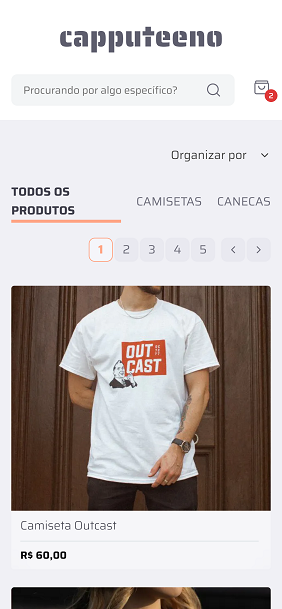 capputeeno
Procurando por algo específico?
2
Organizar por
TODOS OS
PRODUTOS
CAMISETAS
CANECAS
1 2 3 4 5
OUT
CAST
Camiseta Outcast
R$ 60,00